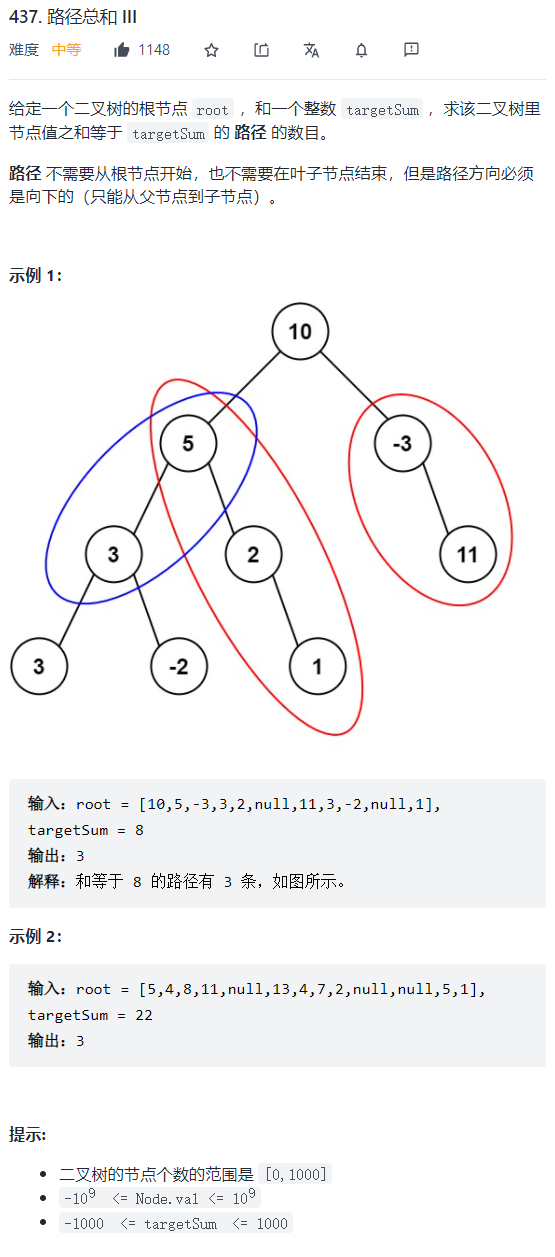 437. 路径总和 III
难度 中等 1148
给定一个二叉树的根节点 root ，和一个整数 targetSum ，求该二叉树里
节点值之和等于 targetSum 的 路径 的数目。
路径 不需要从根节点开始，也不需要在叶子节点结束，但是路径方向必须
是向下的（只能从父节点到子节点）。
示例 1：
10
5 -3
3 2 11
3 -2 1
输入：root = [10,5,-3,3,2,null,11,3,-2,null,1],
targetSum = 8
输出：3
解释：和等于 8 的路径有 3 条，如图所示。
示例 2：
输入：root = [5,4,8,11,null,13,4,7,2,null,null,5,1],
targetSum = 22
输出：3
提示:
二叉树的节点个数的范围是 [0,1000]
-10⁹ <= Node.val <= 10⁹
-1000 <= targetSum <= 1000